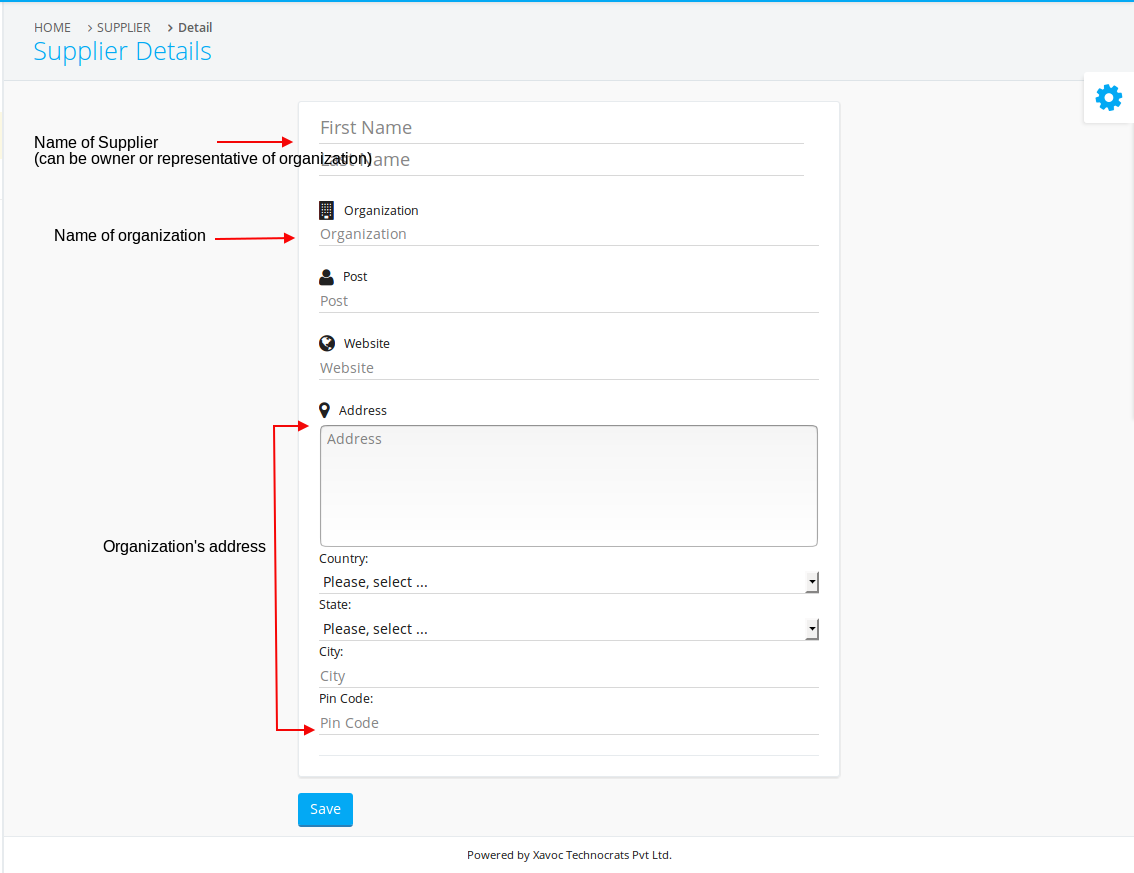 HOME > SUPPLIER > Detail
Supplier Details
First Name
Name of Supplier
(can be owner or representative of organization)
Last Name
Organization
Name of organization
Organization
Post
Post
Website
Website
Address
Address
Organization's address
Country:
Please, select ...
State:
Please, select ...
City:
City
Pin Code:
Pin Code
Save
Powered by Xavoc Technocrats Pvt Ltd.